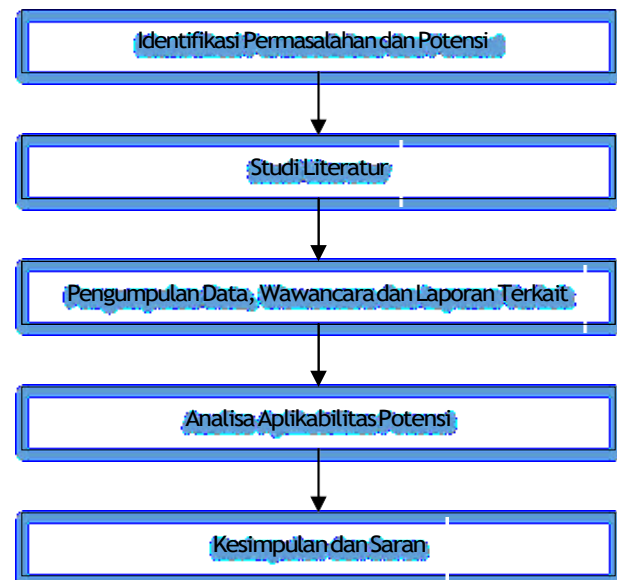 Identifikasi Permasalahan dan Potensi
Studi Literatur
Pengumpulan Data, Wawancara dan Laporan Terkait
Analisa Aplikabilitas Potensi
Kesimpulan dan Saran